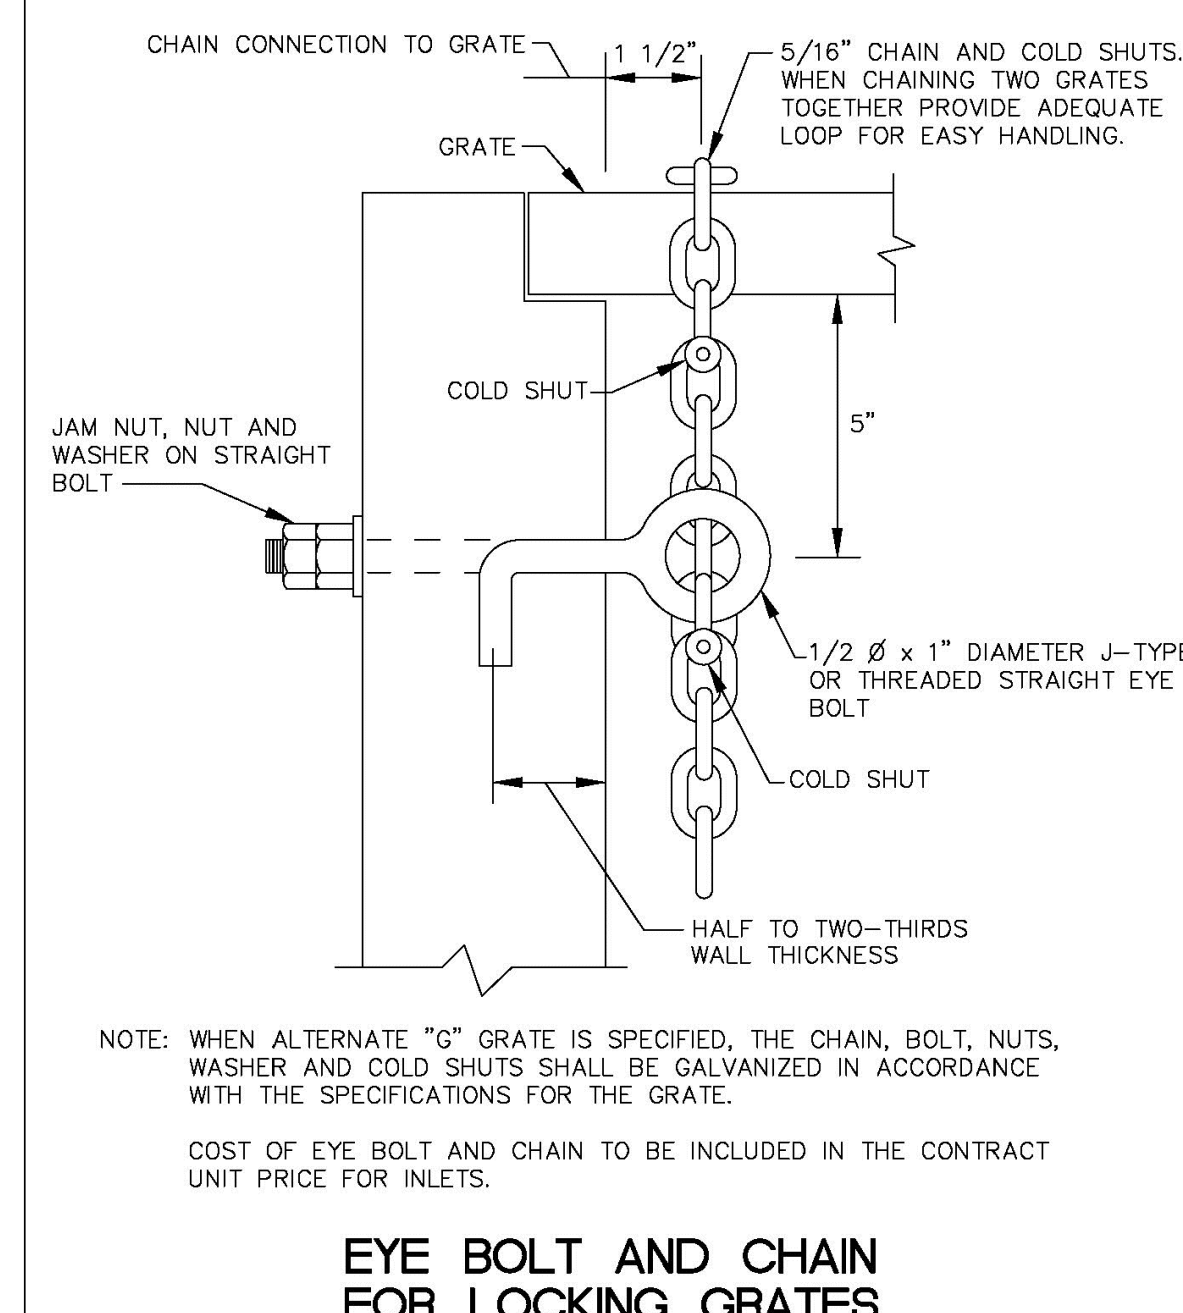 CHAIN CONNECTION TO GRATE
1 1/2"
5/16" CHAIN AND COLD SHUTS.
WHEN CHAINING TWO GRATES
TOGETHER PROVIDE ADEQUATE
LOOP FOR EASY HANDLING.
GRATE
COLD SHUT
5"
JAM NUT, NUT AND
WASHER ON STRAIGHT
BOLT
1/2 Ø x 1" DIAMETER J-TYPE
OR THREADED STRAIGHT EYE
BOLT
COLD SHUT
HALF TO TWO-THIRDS
WALL THICKNESS
NOTE: WHEN ALTERNATE "G" GRATE IS SPECIFIED, THE CHAIN, BOLT, NUTS,
WASHER AND COLD SHUTS SHALL BE GALVANIZED IN ACCORDANCE
WITH THE SPECIFICATIONS FOR THE GRATE.
COST OF EYE BOLT AND CHAIN TO BE INCLUDED IN THE CONTRACT
UNIT PRICE FOR INLETS.
EYE BOLT AND CHAIN
FOR LOCKING GRATES